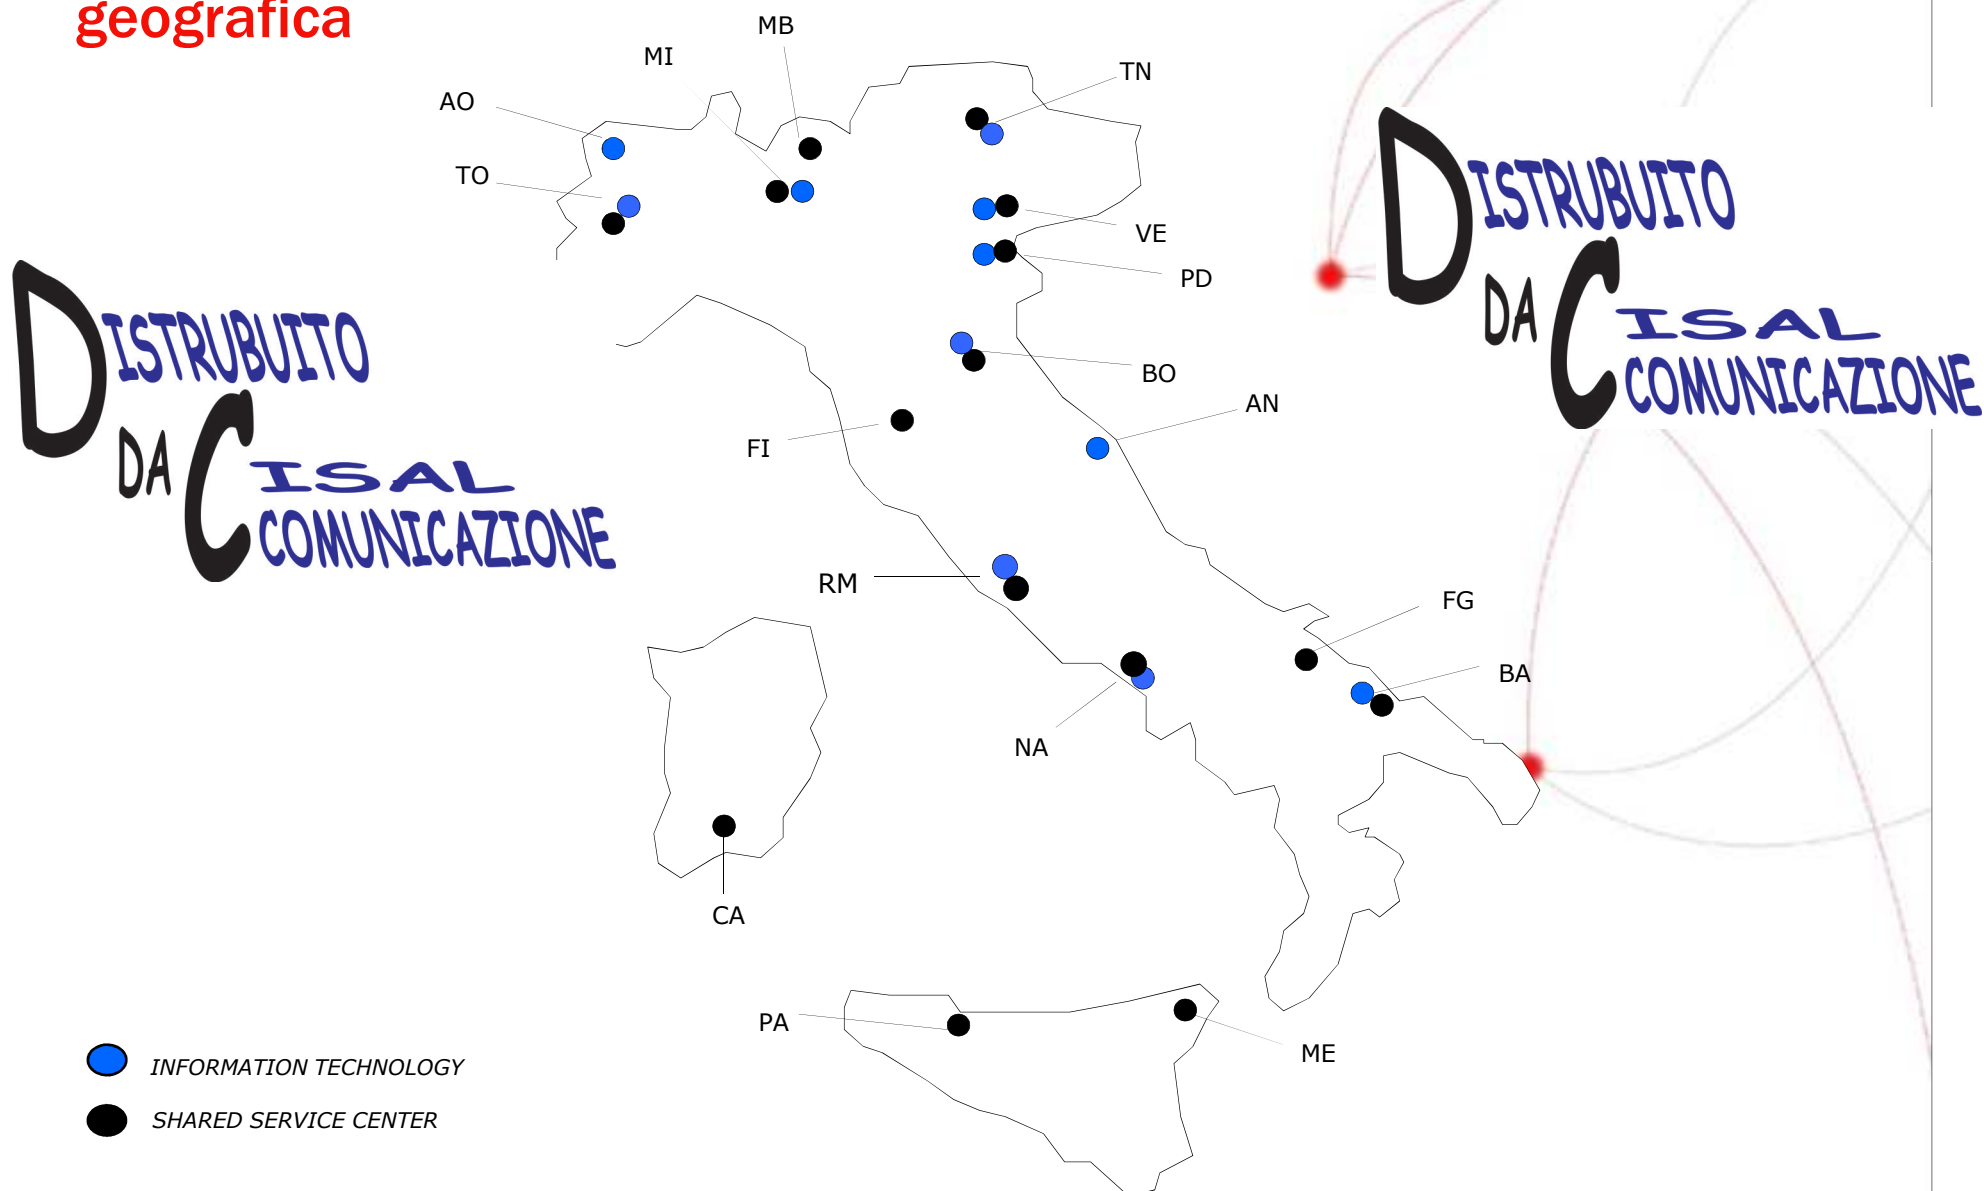 geografica
MB
MI
TN
AO
TO
VE
PD
BO
AN
FI
RM
FG
BA
NA
CA
PA
ME
DISTRUBUITO
DA CISAL
COMUNICAZIONE
DISTRUBUITO
DA CISAL
COMUNICAZIONE
INFORMATION TECHNOLOGY
SHARED SERVICE CENTER